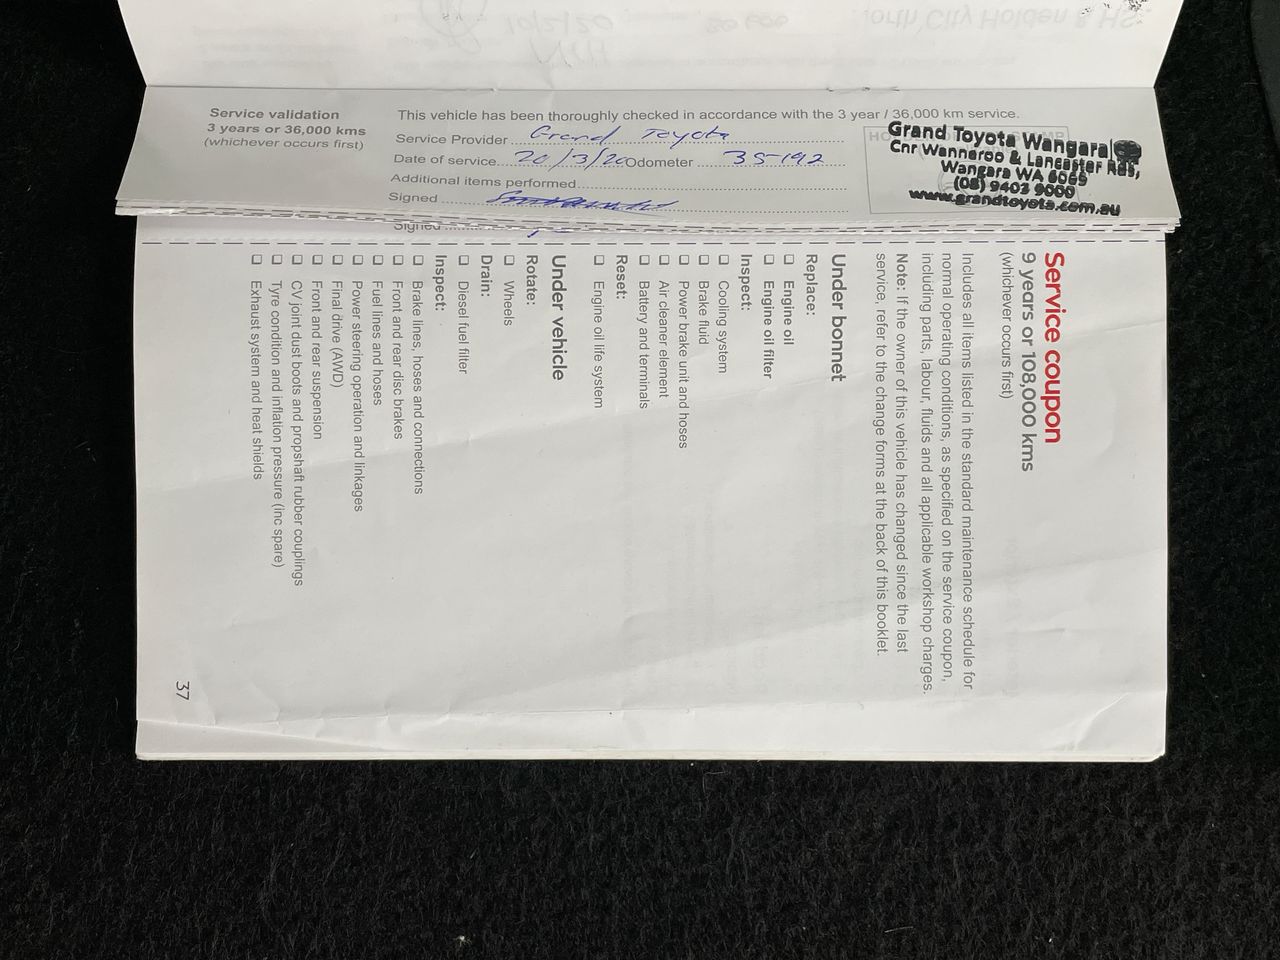 Service validation
3 years or 36,000 kms
(whichever occurs first)
This vehicle has been thoroughly checked in accordance with the 3 year / 36,000 km service.
Service Provider Grand Toyota
Date of service 20/3/20 Odometer 35192
Additional items performed
Signed
Grand Toyota Wangara
Cnr Wanneroo & Lancaster Rds,
Wangara WA 6065
(08) 9403 9000
www.grandtoyota.com.au
Signed
Service coupon
9 years or 108,000 kms
(whichever occurs first)
Includes all items listed in the standard maintenance schedule for
normal operating conditions, as specified on the service coupon,
including parts, labour, fluids and all applicable workshop charges.
Note: If the owner of this vehicle has changed since the last
service, refer to the change forms at the back of this booklet.
Under bonnet
Replace:
Engine oil
Engine oil filter
Inspect:
Cooling system
Brake fluid
Power brake unit and hoses
Air cleaner element
Battery and terminals
Reset:
Engine oil life system
Under vehicle
Rotate:
Wheels
Drain:
Diesel fuel filter
Inspect:
Brake lines, hoses and connections
Front and rear disc brakes
Fuel lines and hoses
Power steering operation and linkages
Final drive (AWD)
Front and rear suspension
CV joint dust boots and propshaft rubber couplings
Tyre condition and inflation pressure (inc spare)
Exhaust system and heat shields
37